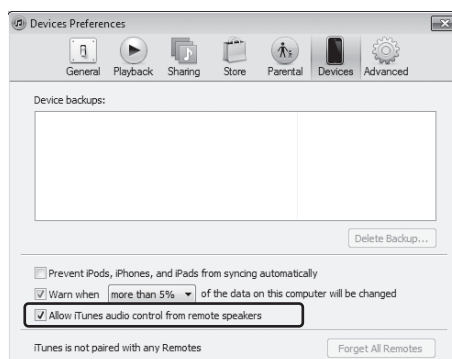 Devices Preferences
General Playback Sharing Store Parental Devices Advanced
Device backups:
Delete Backup...
Prevent iPods, iPhones, and iPads from syncing automatically
Warn when more than 5% of the data on this computer will be changed
Allow iTunes audio control from remote speakers
iTunes is not paired with any Remotes
Forget All Remotes